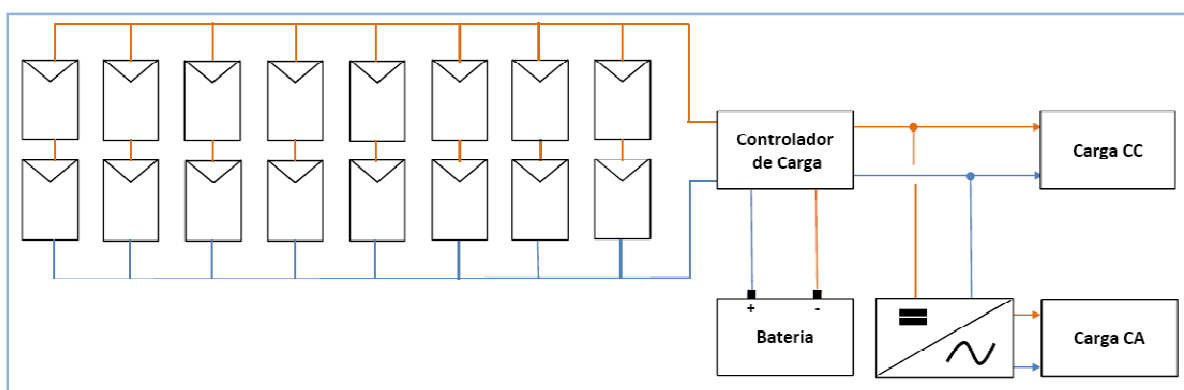 Controlador
de Carga
Carga CC
+ -
Bateria
Carga CA